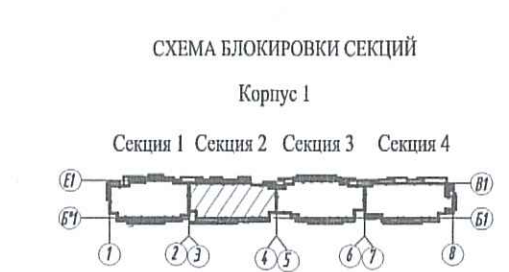 СХЕМА БЛОКИРОВКИ СЕКЦИЙ
Корпус 1
Секция 1 Секция 2 Секция 3 Секция 4
Е1 В1
Б*1 Б1
1 2 3 4 5 6 7 8